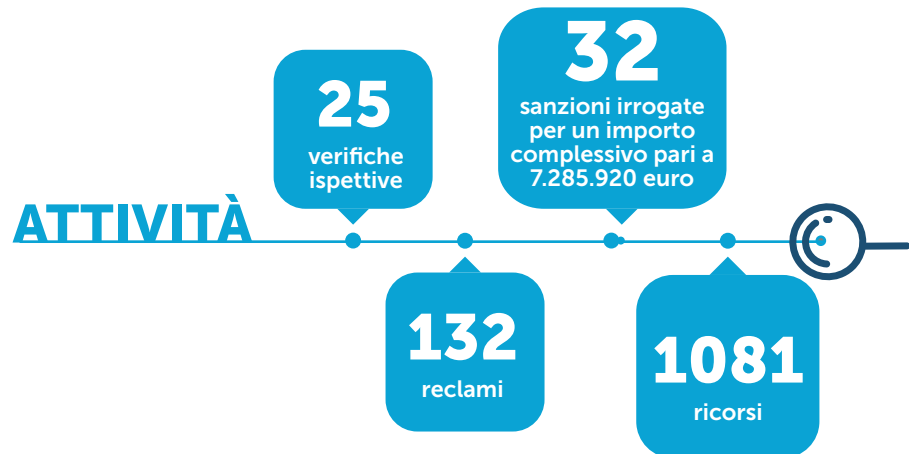 ATTIVITÀ
25
verifiche
ispettive
132
reclami
32
sanzioni irrogate
per un importo
complessivo pari a
7.285.920 euro
1081
ricorsi